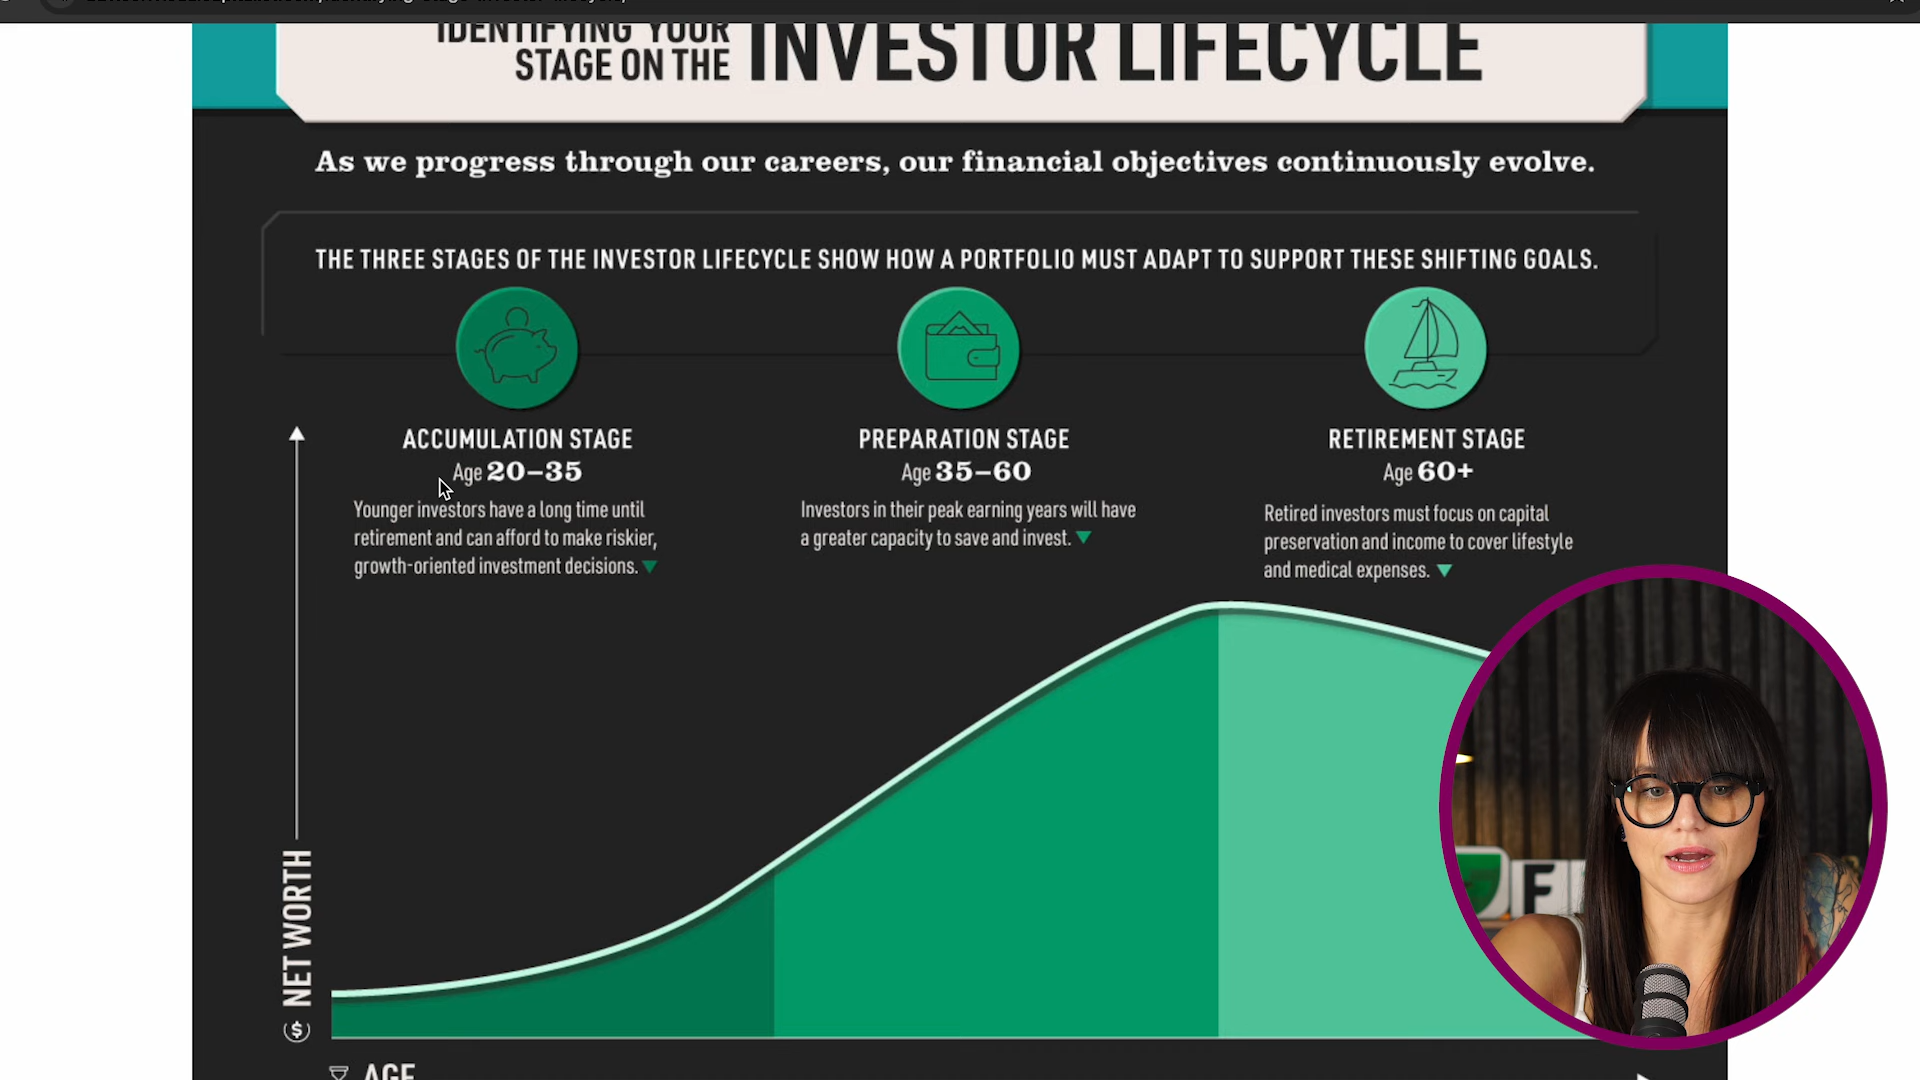 IDENTIFYING YOUR
STAGE ON THE
INVESTOR LIFECYCLE
As we progress through our careers, our financial objectives continuously evolve.
THE THREE STAGES OF THE INVESTOR LIFECYCLE SHOW HOW A PORTFOLIO MUST ADAPT TO SUPPORT THESE SHIFTING GOALS.
ACCUMULATION STAGE
Age 20–35
Younger investors have a long time until
retirement and can afford to make riskier,
growth-oriented investment decisions.
PREPARATION STAGE
Age 35–60
Investors in their peak earning years will have
a greater capacity to save and invest.
RETIREMENT STAGE
Age 60+
Retired investors must focus on capital
preservation and income to cover lifestyle
and medical expenses.
($) NET WORTH
AGE
F